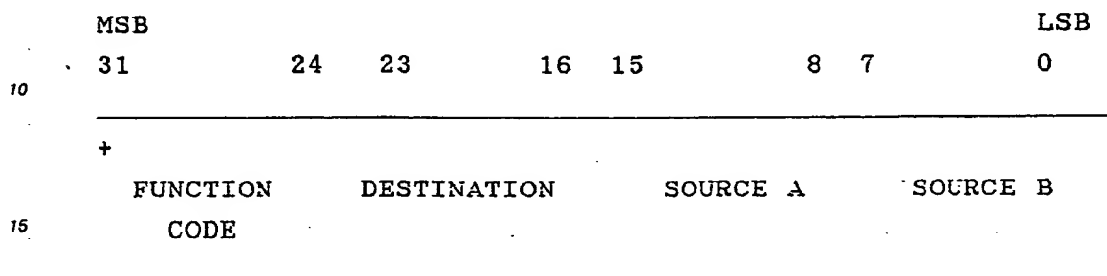 MSB LSB
31 24 23 16 15 8 7 0
10
+
FUNCTION DESTINATION SOURCE A SOURCE B
15 CODE